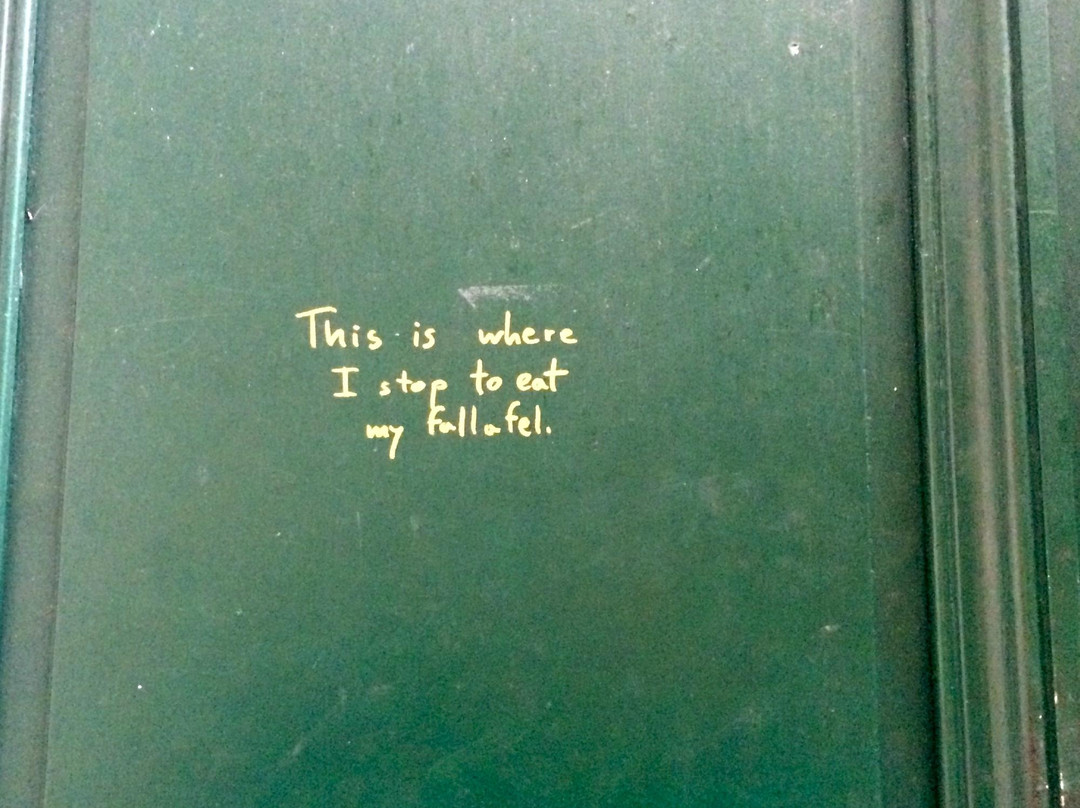 This is where
I stop to eat
my fallafel.